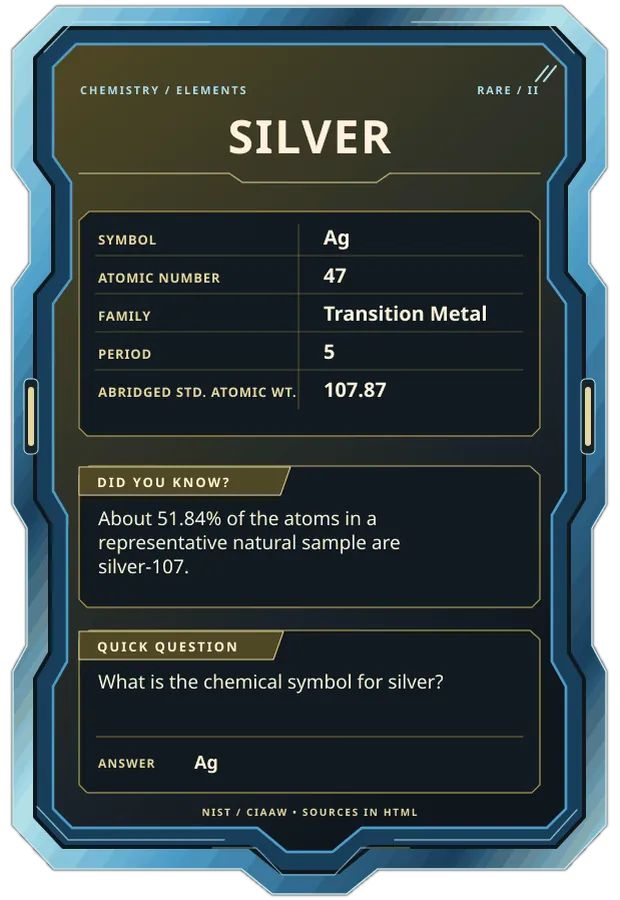 CHEMISTRY / ELEMENTS
RARE / II
SILVER
SYMBOL Ag
ATOMIC NUMBER 47
FAMILY Transition Metal
PERIOD 5
ABRIDGED STD. ATOMIC WT. 107.87
DID YOU KNOW?
About 51.84% of the atoms in a
representative natural sample are
silver-107.
QUICK QUESTION
What is the chemical symbol for silver?
ANSWER Ag
NIST / CIAAW • SOURCES IN HTML